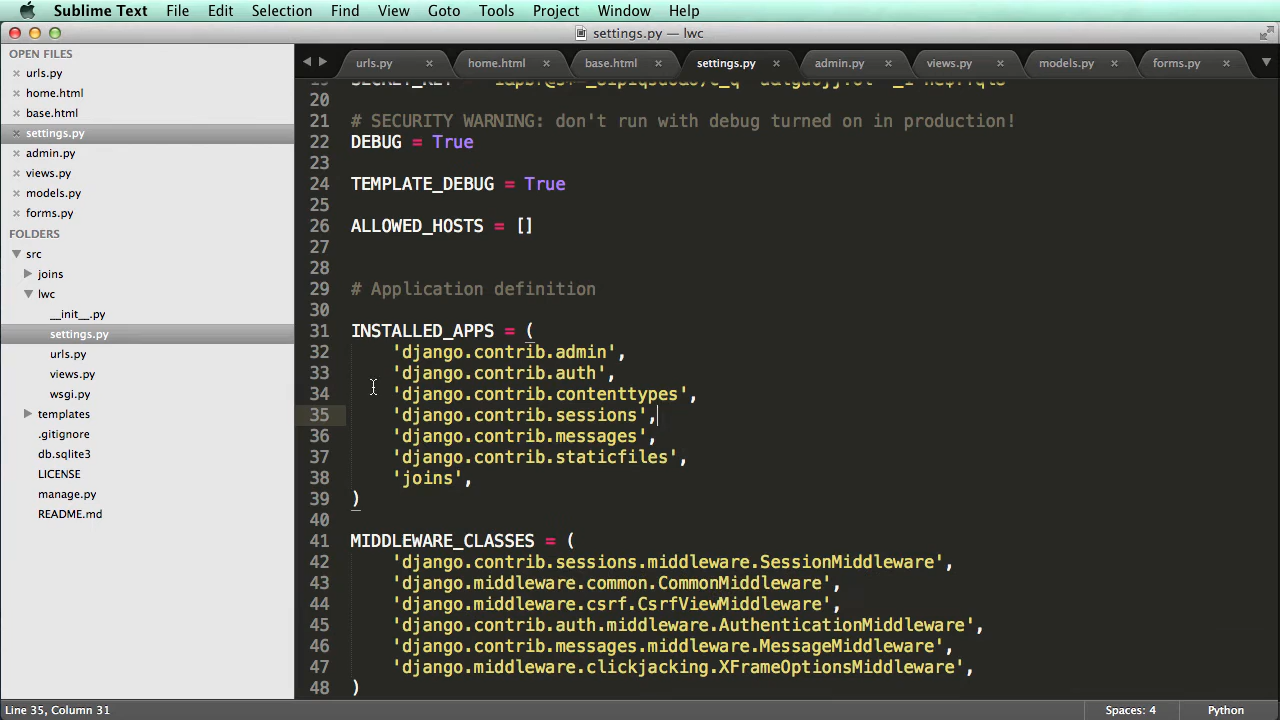 Sublime Text File Edit Selection Find View Goto Tools Project Window Help
settings.py — lwc
OPEN FILES
urls.py
home.html
base.html
settings.py
admin.py
views.py
models.py
forms.py
FOLDERS
src
joins
lwc
__init__.py
settings.py
urls.py
views.py
wsgi.py
templates
.gitignore
db.sqlite3
LICENSE
manage.py
README.md
urls.py home.html base.html settings.py admin.py views.py models.py forms.py
20
21 # SECURITY WARNING: don't run with debug turned on in production!
22 DEBUG = True
23
24 TEMPLATE_DEBUG = True
25
26 ALLOWED_HOSTS = []
27
28
29 # Application definition
30
31 INSTALLED_APPS = (
32 'django.contrib.admin',
33 'django.contrib.auth',
34 'django.contrib.contenttypes',
35 'django.contrib.sessions',
36 'django.contrib.messages',
37 'django.contrib.staticfiles',
38 'joins',
39 )
40
41 MIDDLEWARE_CLASSES = (
42 'django.contrib.sessions.middleware.SessionMiddleware',
43 'django.middleware.common.CommonMiddleware',
44 'django.middleware.csrf.CsrfViewMiddleware',
45 'django.contrib.auth.middleware.AuthenticationMiddleware',
46 'django.contrib.messages.middleware.MessageMiddleware',
47 'django.middleware.clickjacking.XFrameOptionsMiddleware',
48 )
Line 35, Column 31 Spaces: 4 Python